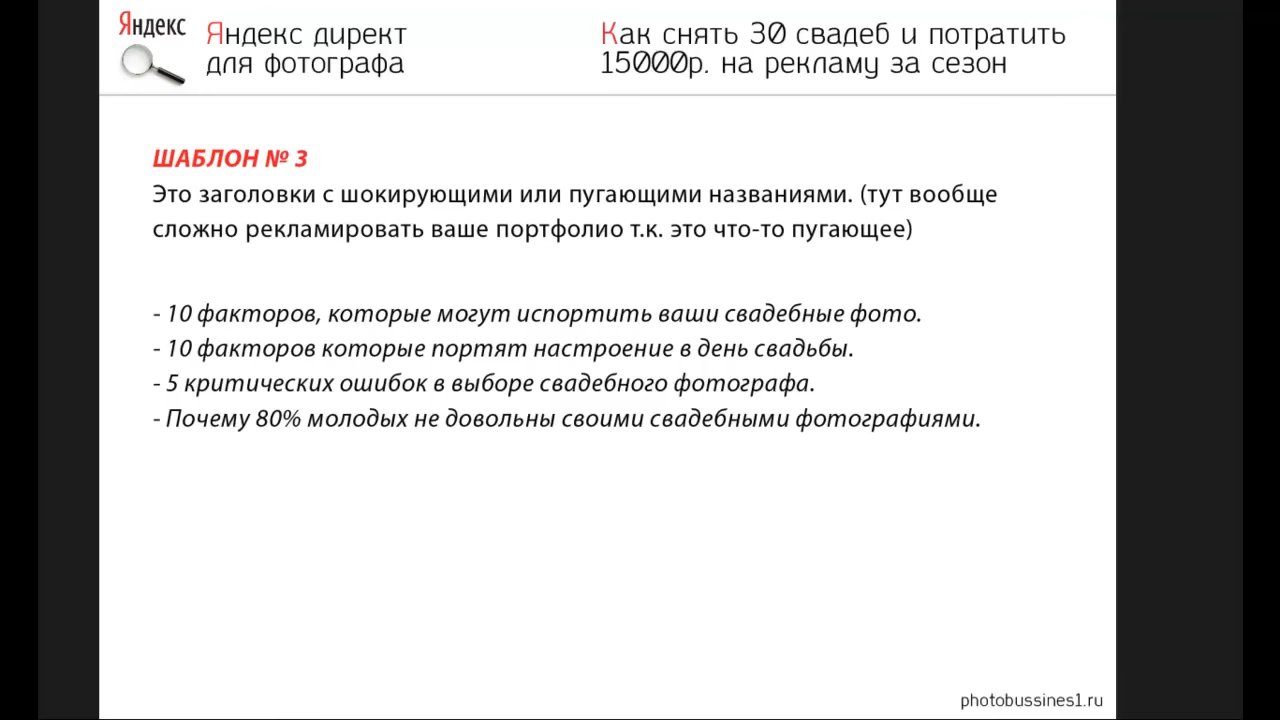 Яндекс
Яндекс директ
для фотографа
Как снять 30 свадеб и потратить
15000р. на рекламу за сезон
ШАБЛОН № 3
Это заголовки с шокирующими или пугающими названиями. (тут вообще
сложно рекламировать ваше портфолио т.к. это что-то пугающее)
- 10 факторов, которые могут испортить ваши свадебные фото.
- 10 факторов которые портят настроение в день свадьбы.
- 5 критических ошибок в выборе свадебного фотографа.
- Почему 80% молодых не довольны своими свадебными фотографиями.
photobussines1.ru